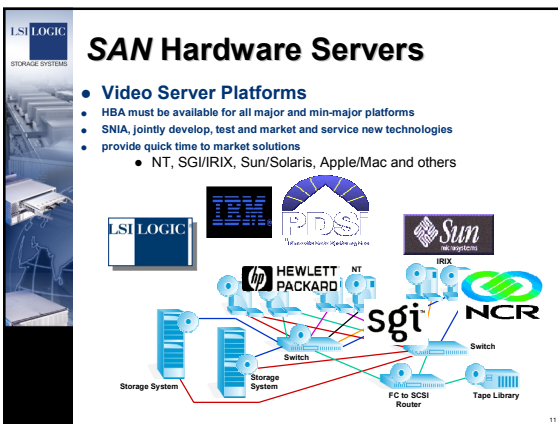 LSI LOGIC
STORAGE SYSTEMS
SAN Hardware Servers
Video Server Platforms
HBA must be available for all major and min-major platforms
SNIA, jointly develop, test and market and service new technologies
provide quick time to market solutions
NT, SGI/IRIX, Sun/Solaris, Apple/Mac and others
IBM
PDSi
LSI LOGIC
Sun
microsystems
hp HEWLETT PACKARD
NT
IRIX
sgi
NCR
Switch
Switch
Storage System
Storage
System
FC to SCSI
Router
Tape Library
11